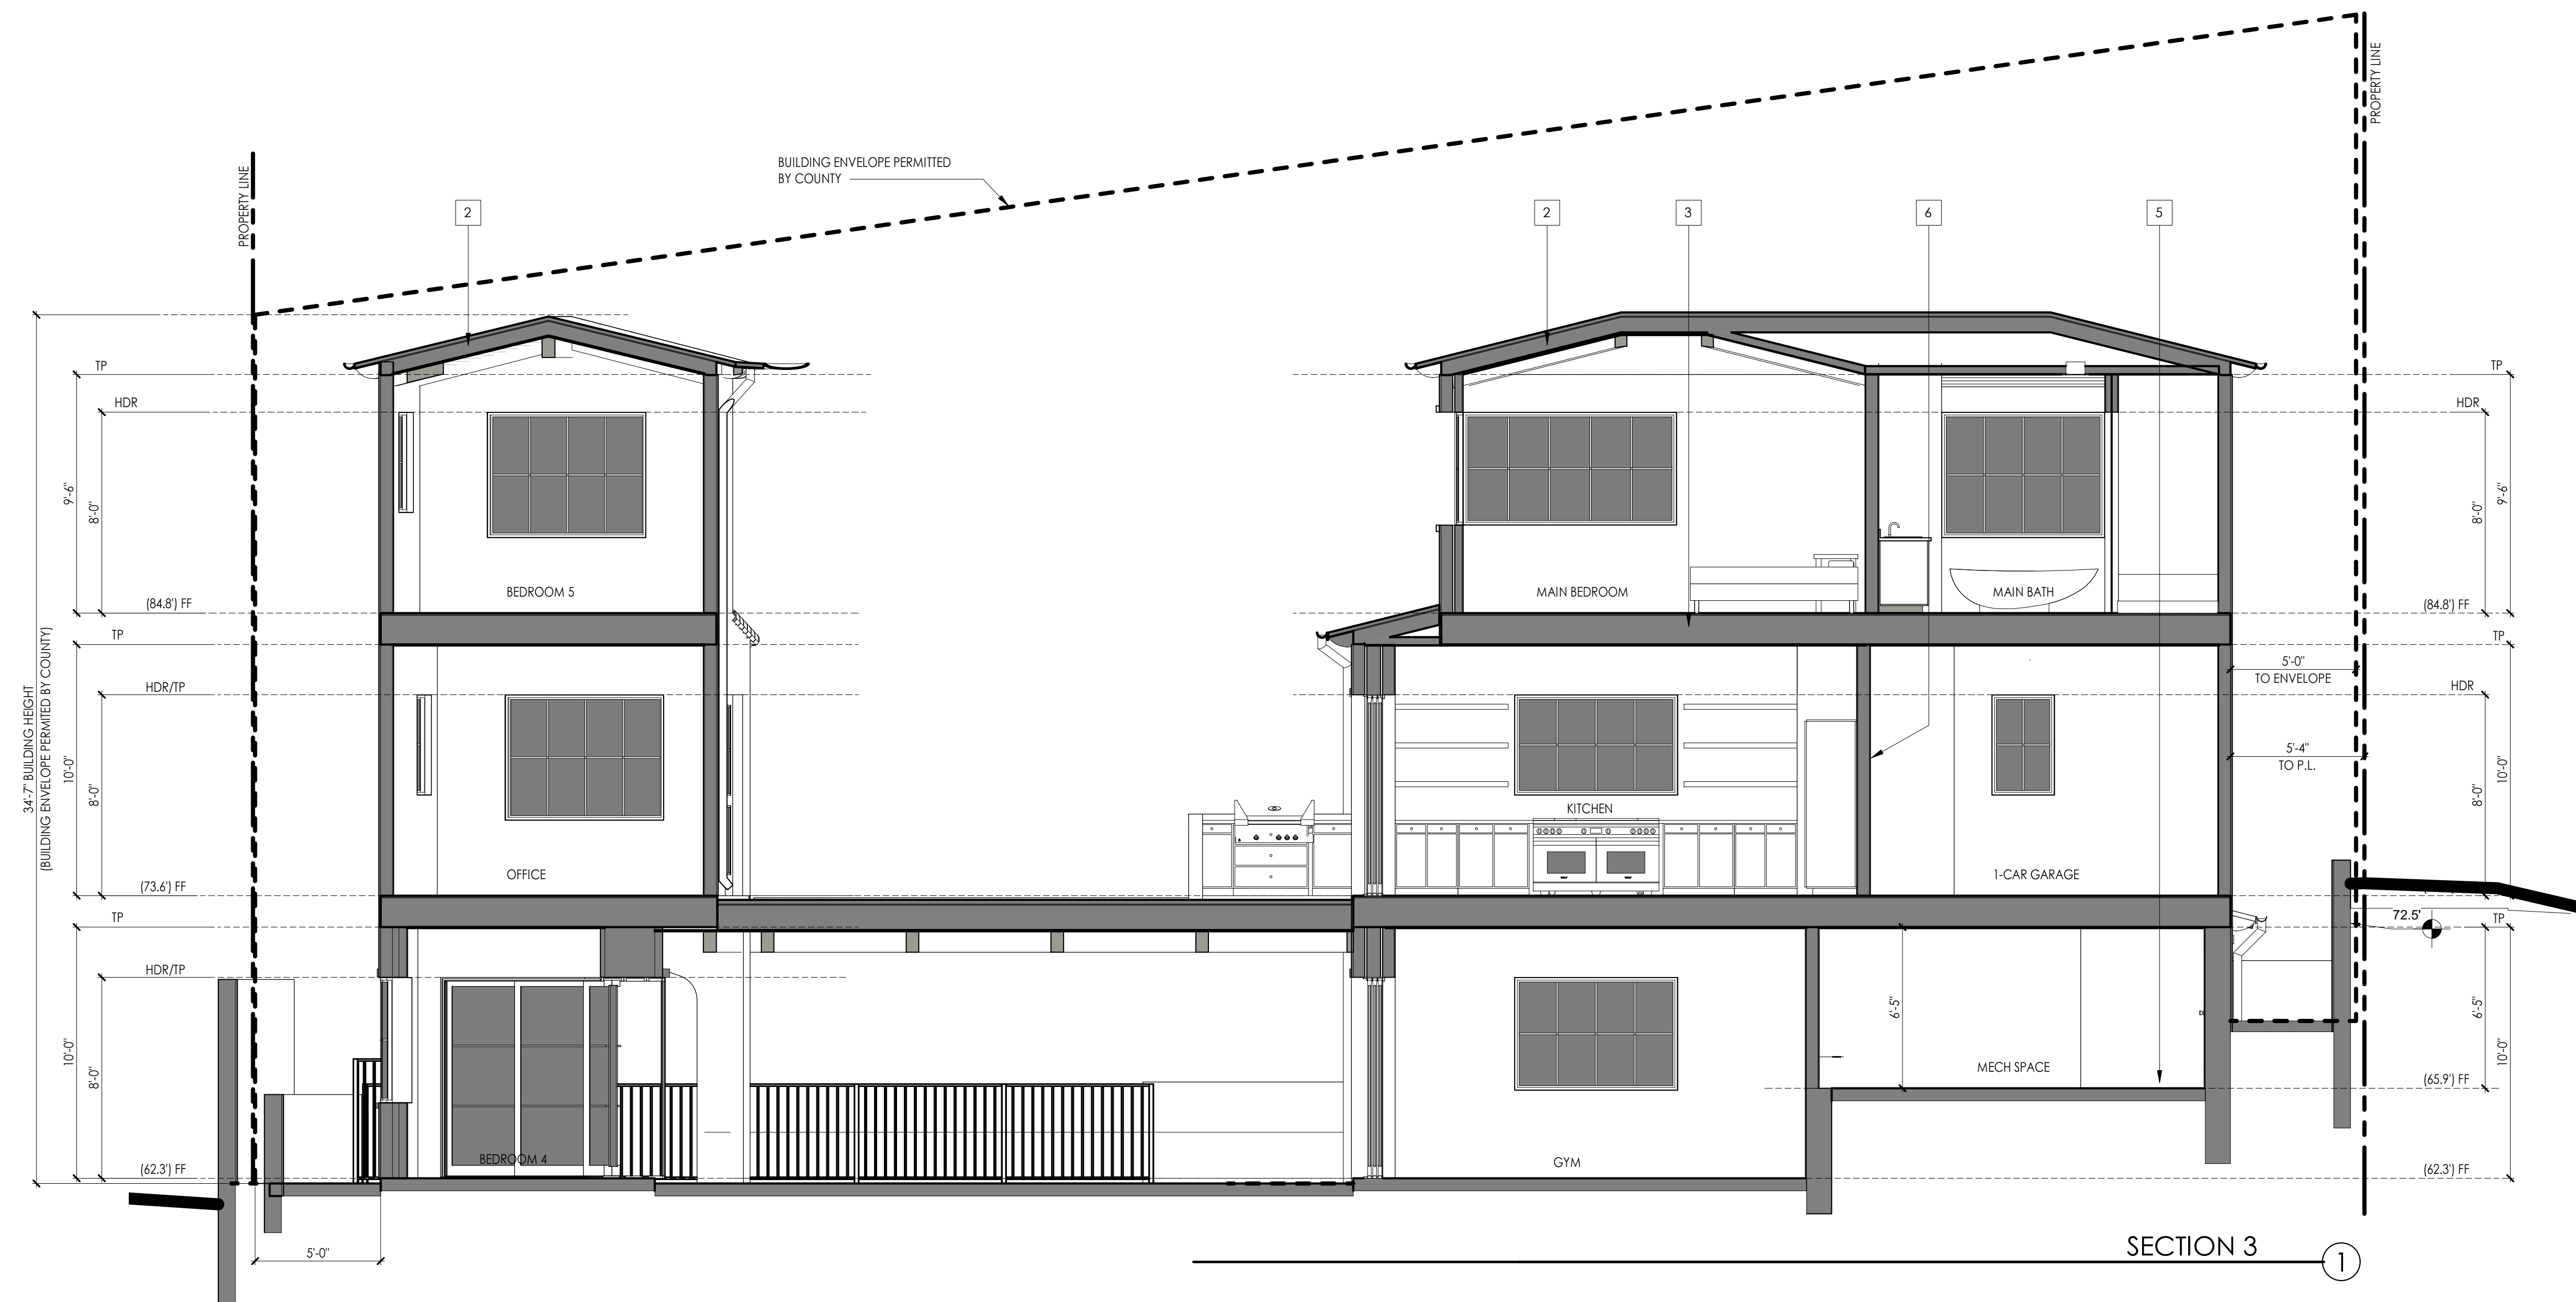 PROPERTY LINE
PROPERTY LINE
BUILDING ENVELOPE PERMITTED
BY COUNTY
2
2
3
6
5
TP
HDR
9'-6"
8'-0"
(84.8') FF
TP
HDR/TP
10'-0"
8'-0"
(73.6') FF
TP
HDR/TP
10'-0"
8'-0"
(62.3') FF
34'-7" BUILDING HEIGHT
(BUILDING ENVELOPE PERMITED BY COUNTY)
5'-0"
BEDROOM 5
OFFICE
BEDROOM 4
MAIN BEDROOM
MAIN BATH
KITCHEN
1-CAR GARAGE
GYM
MECH SPACE
6'-5"
TP
HDR
8'-0"
9'-6"
(84.8') FF
TP
5'-0"
TO ENVELOPE
HDR
5'-4"
TO P.L.
8'-0"
10'-0"
72.5'
TP
6'-5"
10'-0"
(65.9') FF
(62.3') FF
SECTION 3
1